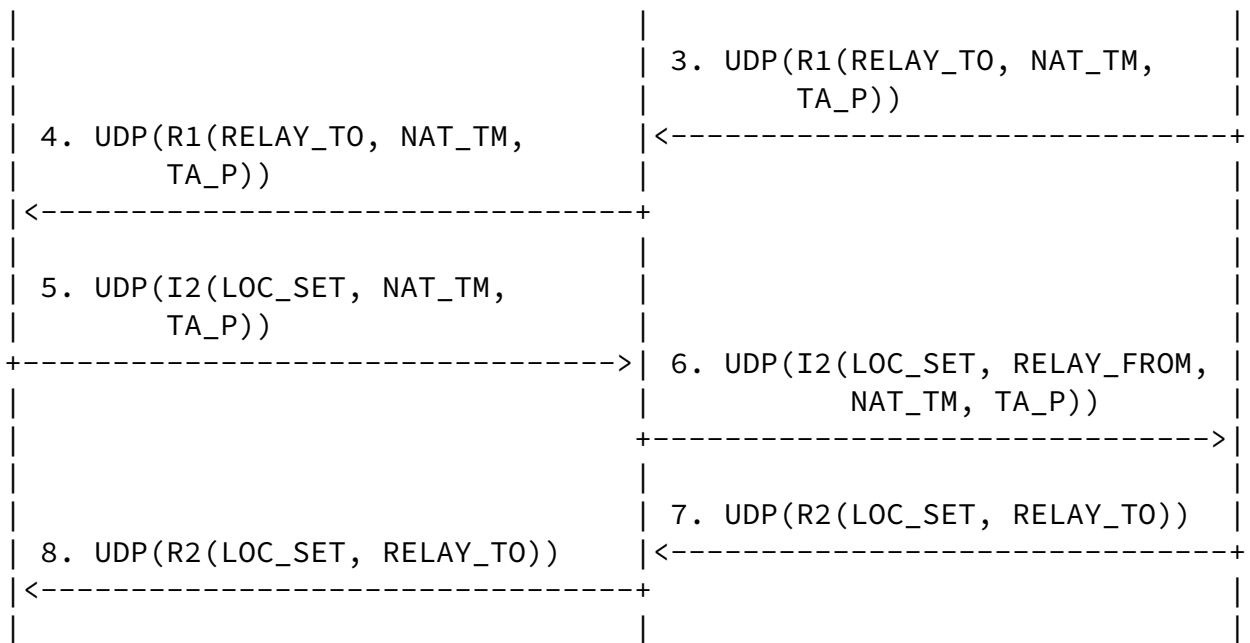 3. UDP(R1(RELAY_TO, NAT_TM,
TA_P))
4. UDP(R1(RELAY_TO, NAT_TM,
TA_P))
5. UDP(I2(LOC_SET, NAT_TM,
TA_P))
6. UDP(I2(LOC_SET, RELAY_FROM,
NAT_TM, TA_P))
7. UDP(R2(LOC_SET, RELAY_TO))
8. UDP(R2(LOC_SET, RELAY_TO))